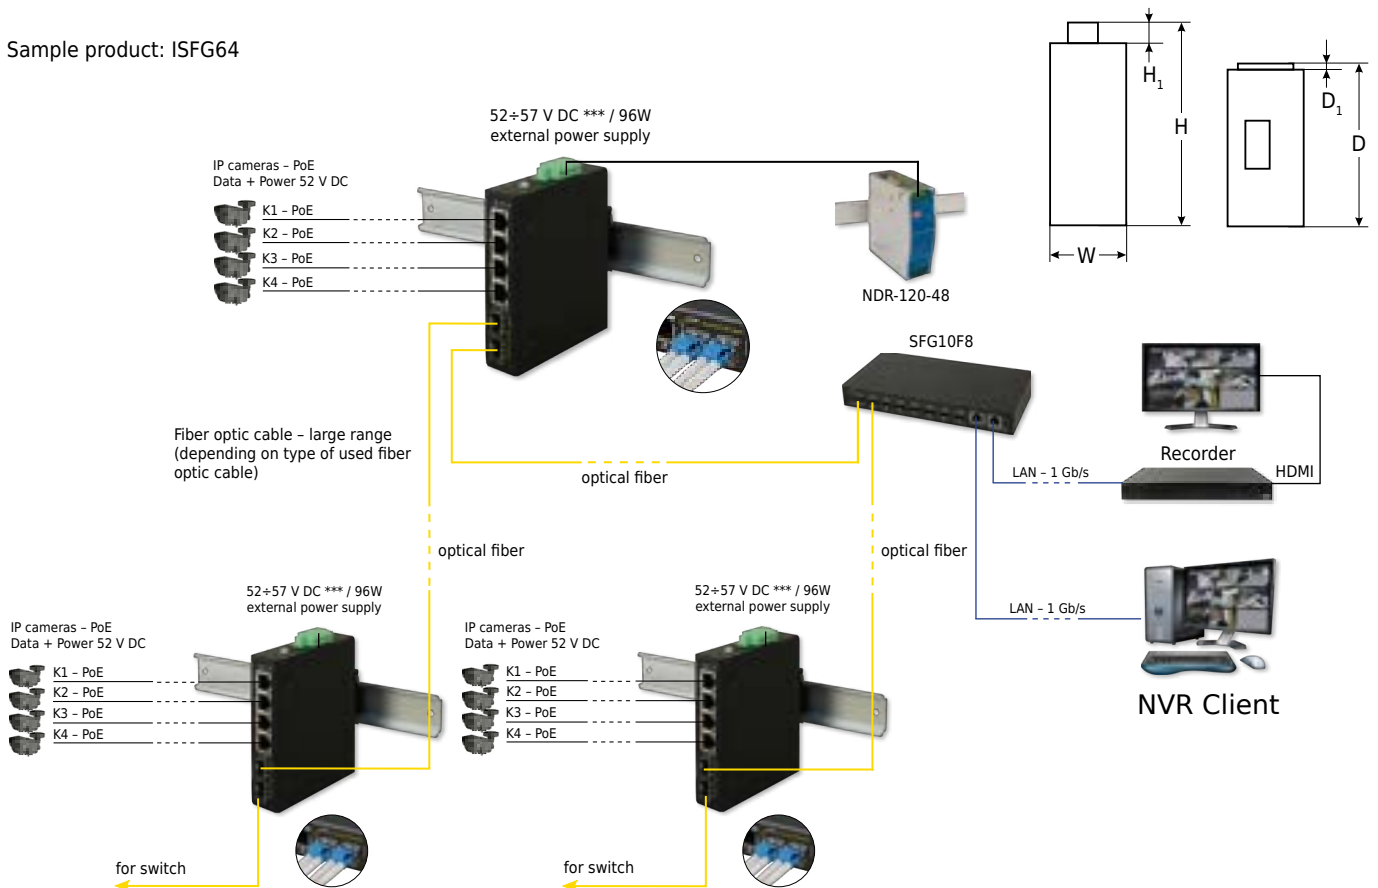 Sample product: ISFG64
52÷57 V DC *** / 96W
external power supply
IP cameras – PoE
Data + Power 52 V DC
K1 – PoE
K2 – PoE
K3 – PoE
K4 – PoE
NDR-120-48
H1
H
W
D1
D
SFG10F8
Fiber optic cable – large range
(depending on type of used fiber
optic cable)
optical fiber
LAN – 1 Gb/s
Recorder
HDMI
optical fiber
optical fiber
LAN – 1 Gb/s
NVR Client
52÷57 V DC *** / 96W
external power supply
IP cameras – PoE
Data + Power 52 V DC
K1 – PoE
K2 – PoE
K3 – PoE
K4 – PoE
for switch
52÷57 V DC *** / 96W
external power supply
IP cameras – PoE
Data + Power 52 V DC
K1 – PoE
K2 – PoE
K3 – PoE
K4 – PoE
for switch